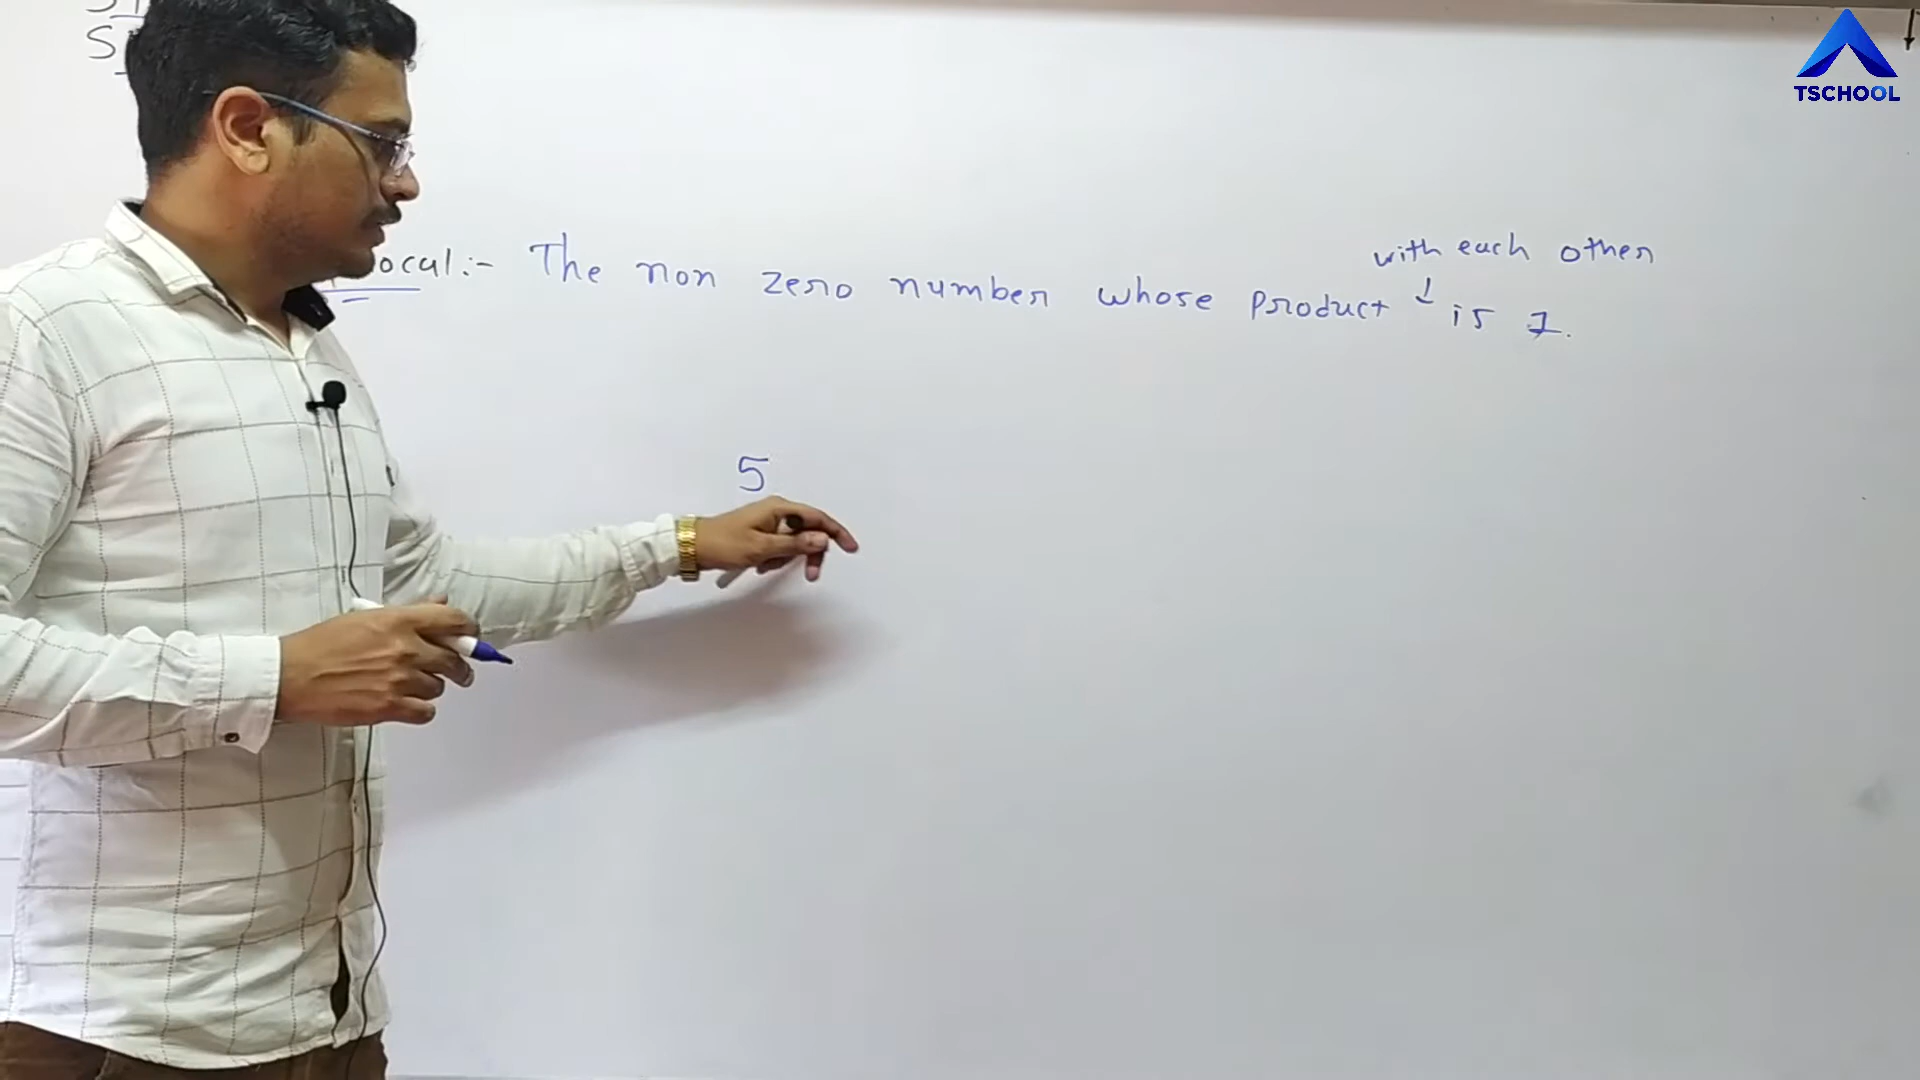 TSCHOOL
with each other
ocal :- The non zero number whose product ↓ is 1.
5